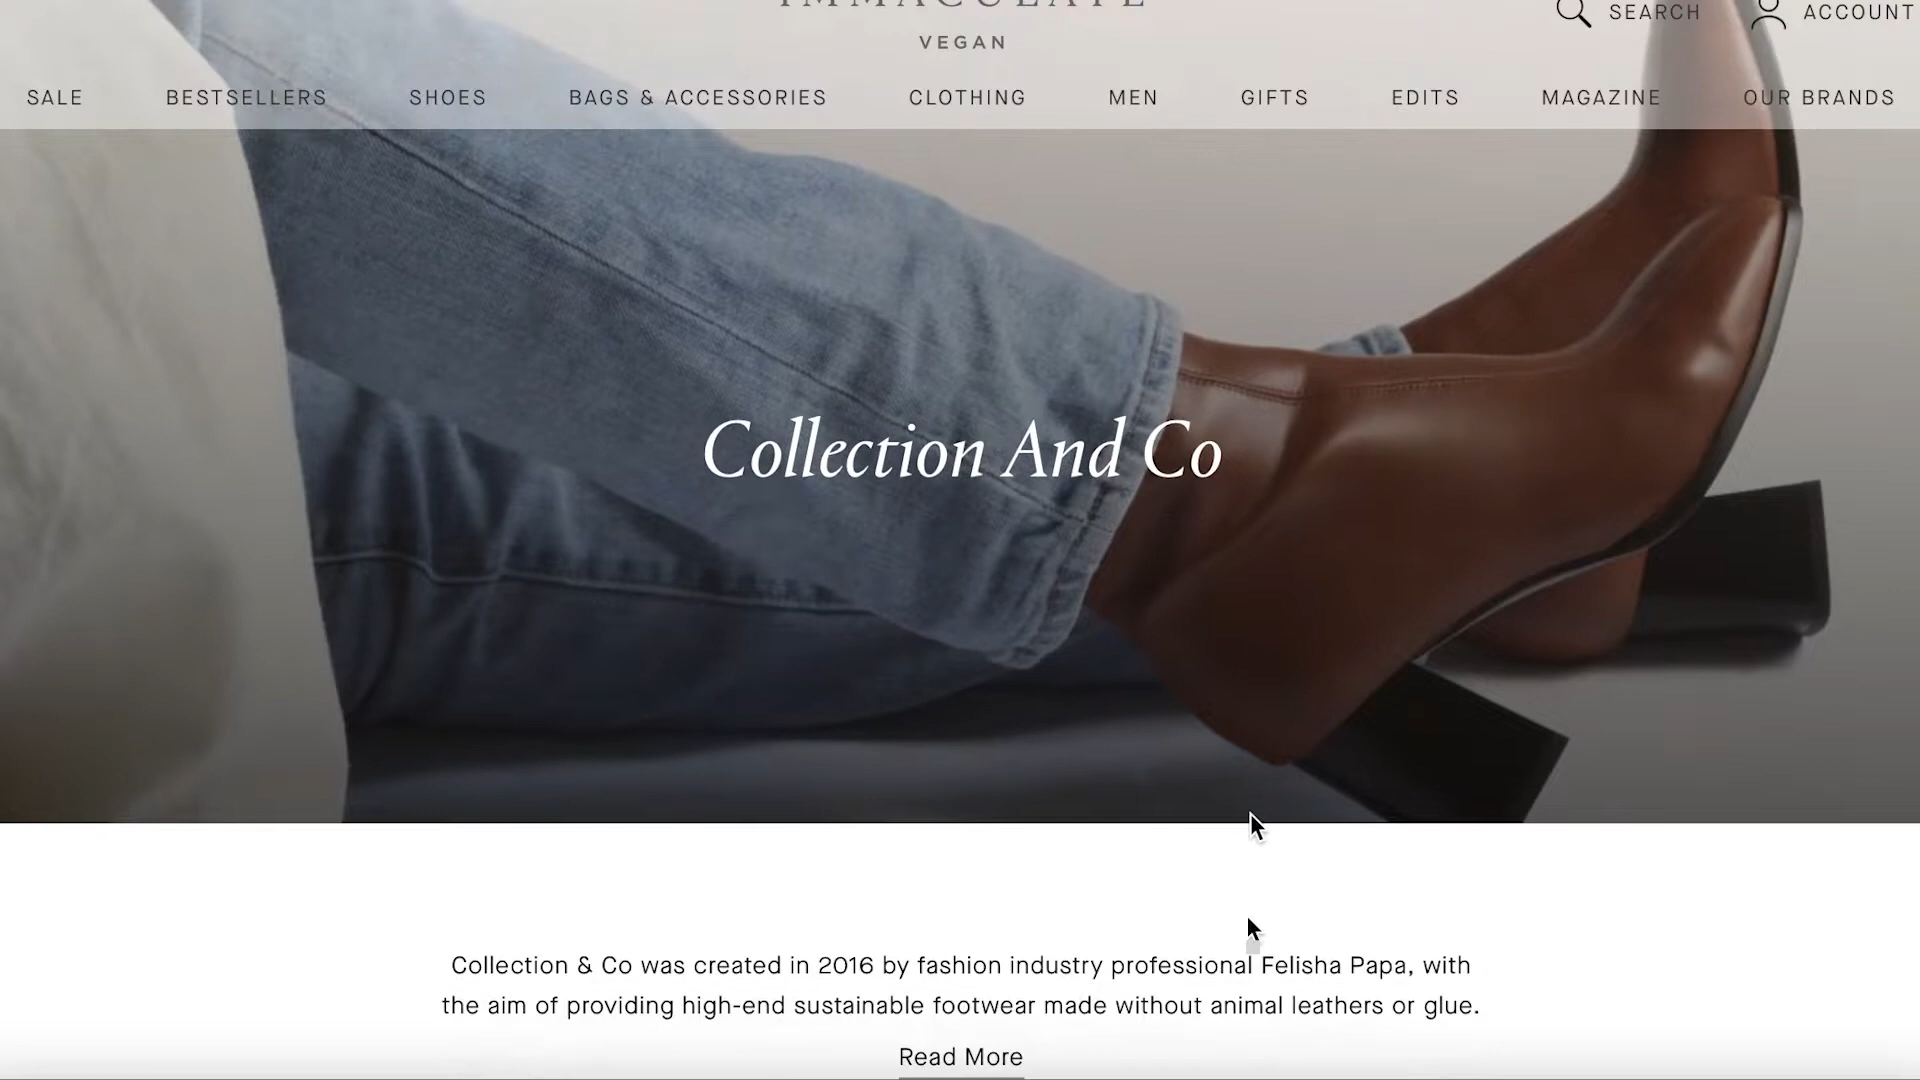 IMMACULATE
VEGAN
SEARCH
ACCOUNT
SALE
BESTSELLERS
SHOES
BAGS & ACCESSORIES
CLOTHING
MEN
GIFTS
EDITS
MAGAZINE
OUR BRANDS
Collection And Co
Collection & Co was created in 2016 by fashion industry professional Felisha Papa, with
the aim of providing high-end sustainable footwear made without animal leathers or glue.
Read More